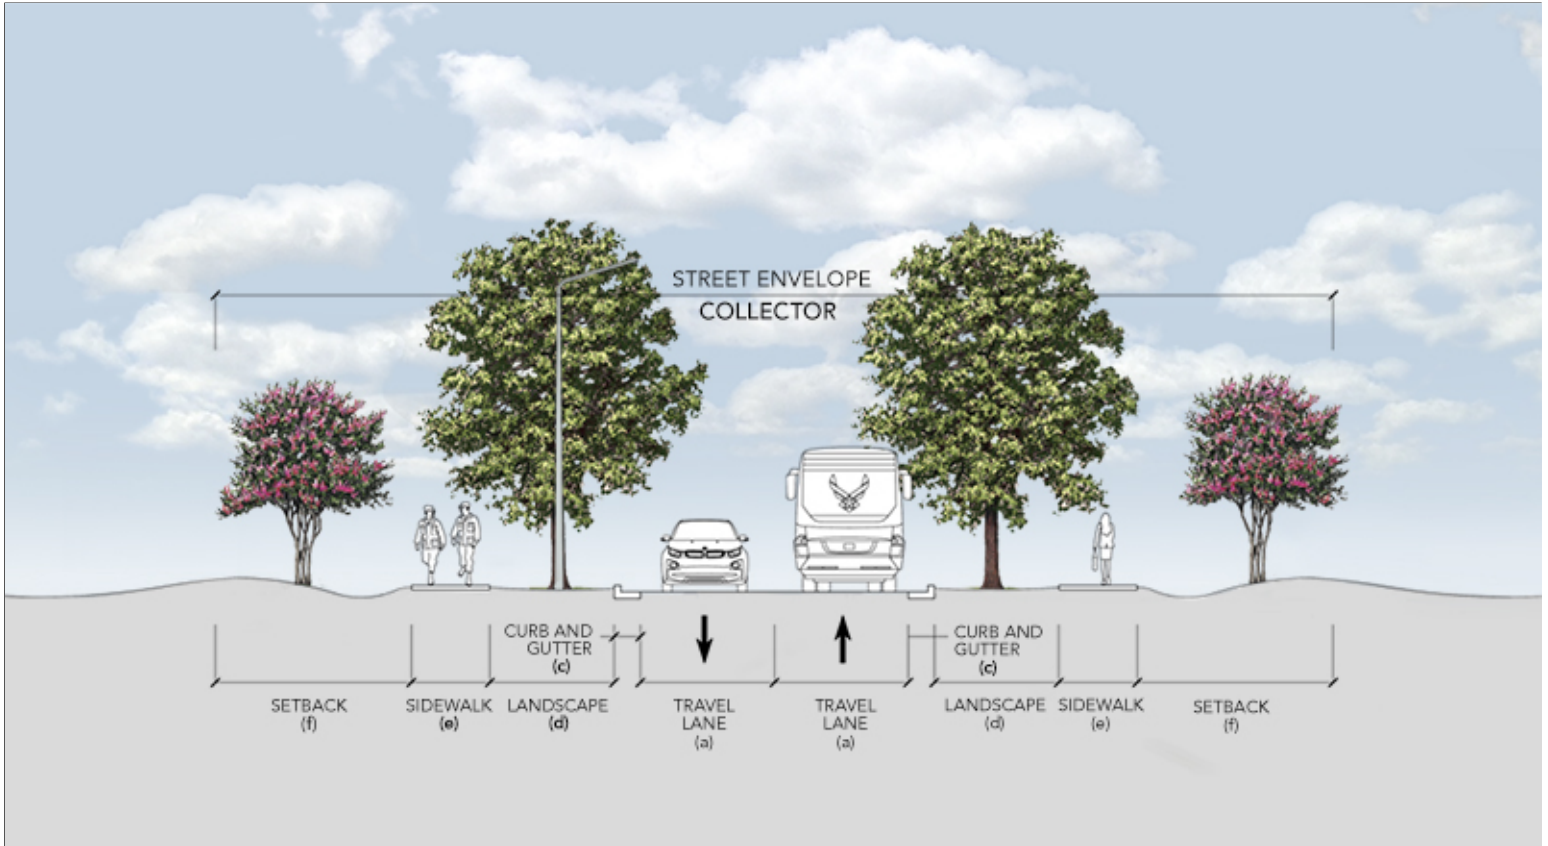 STREET ENVELOPE
COLLECTOR
CURB AND
GUTTER
(c)
CURB AND
GUTTER
(c)
SETBACK
(f)
SIDEWALK
(e)
LANDSCAPE
(d)
TRAVEL
LANE
(a)
TRAVEL
LANE
(a)
LANDSCAPE
(d)
SIDEWALK
(e)
SETBACK
(f)